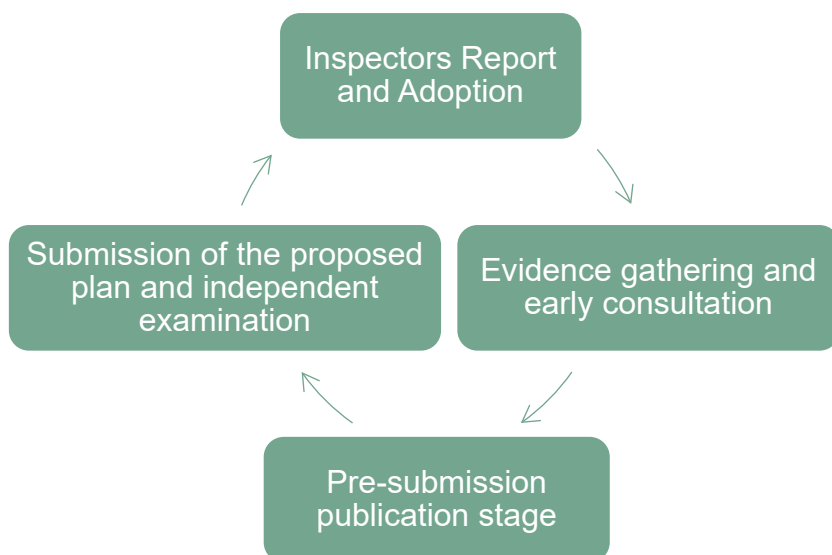 Inspectors Report
and Adoption
Submission of the proposed
plan and independent
examination
Evidence gathering and
early consultation
Pre-submission
publication stage